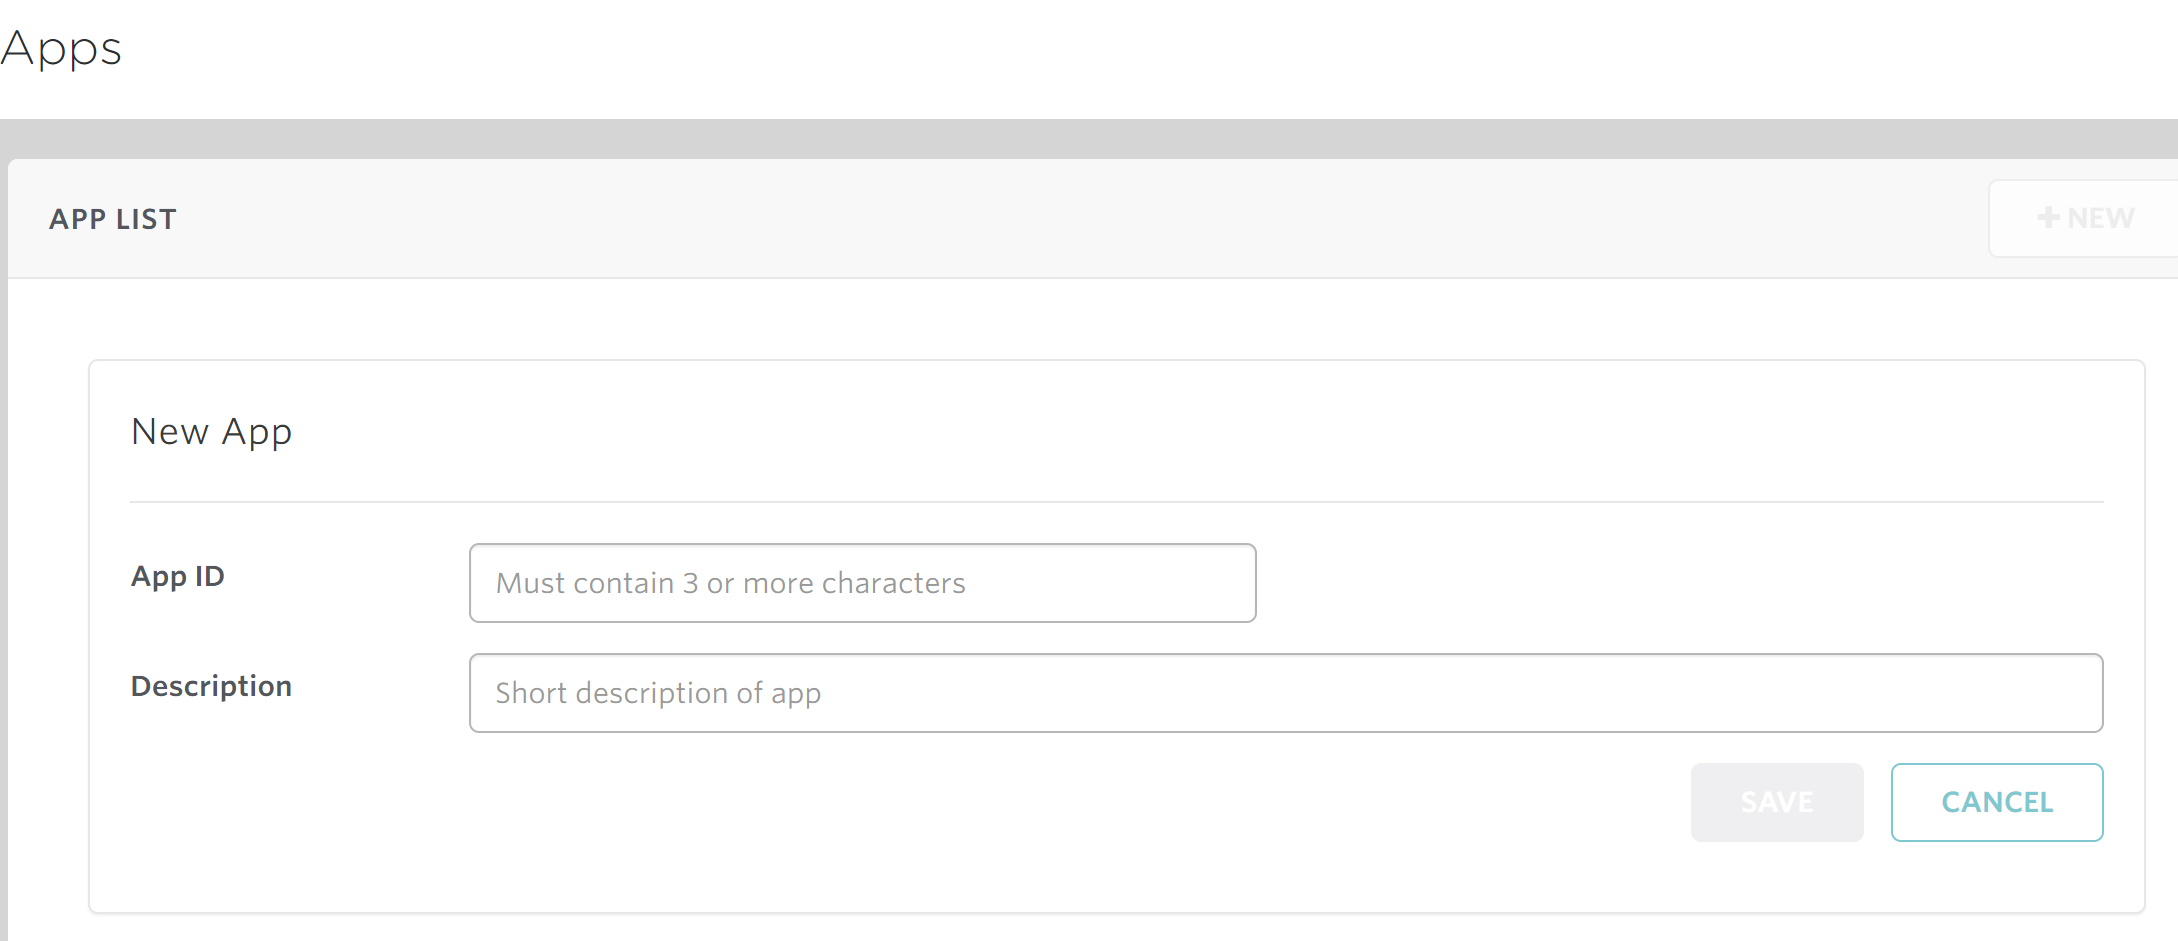 Apps
APP LIST
+ NEW
New App
App ID
Must contain 3 or more characters
Description
Short description of app
SAVE
CANCEL